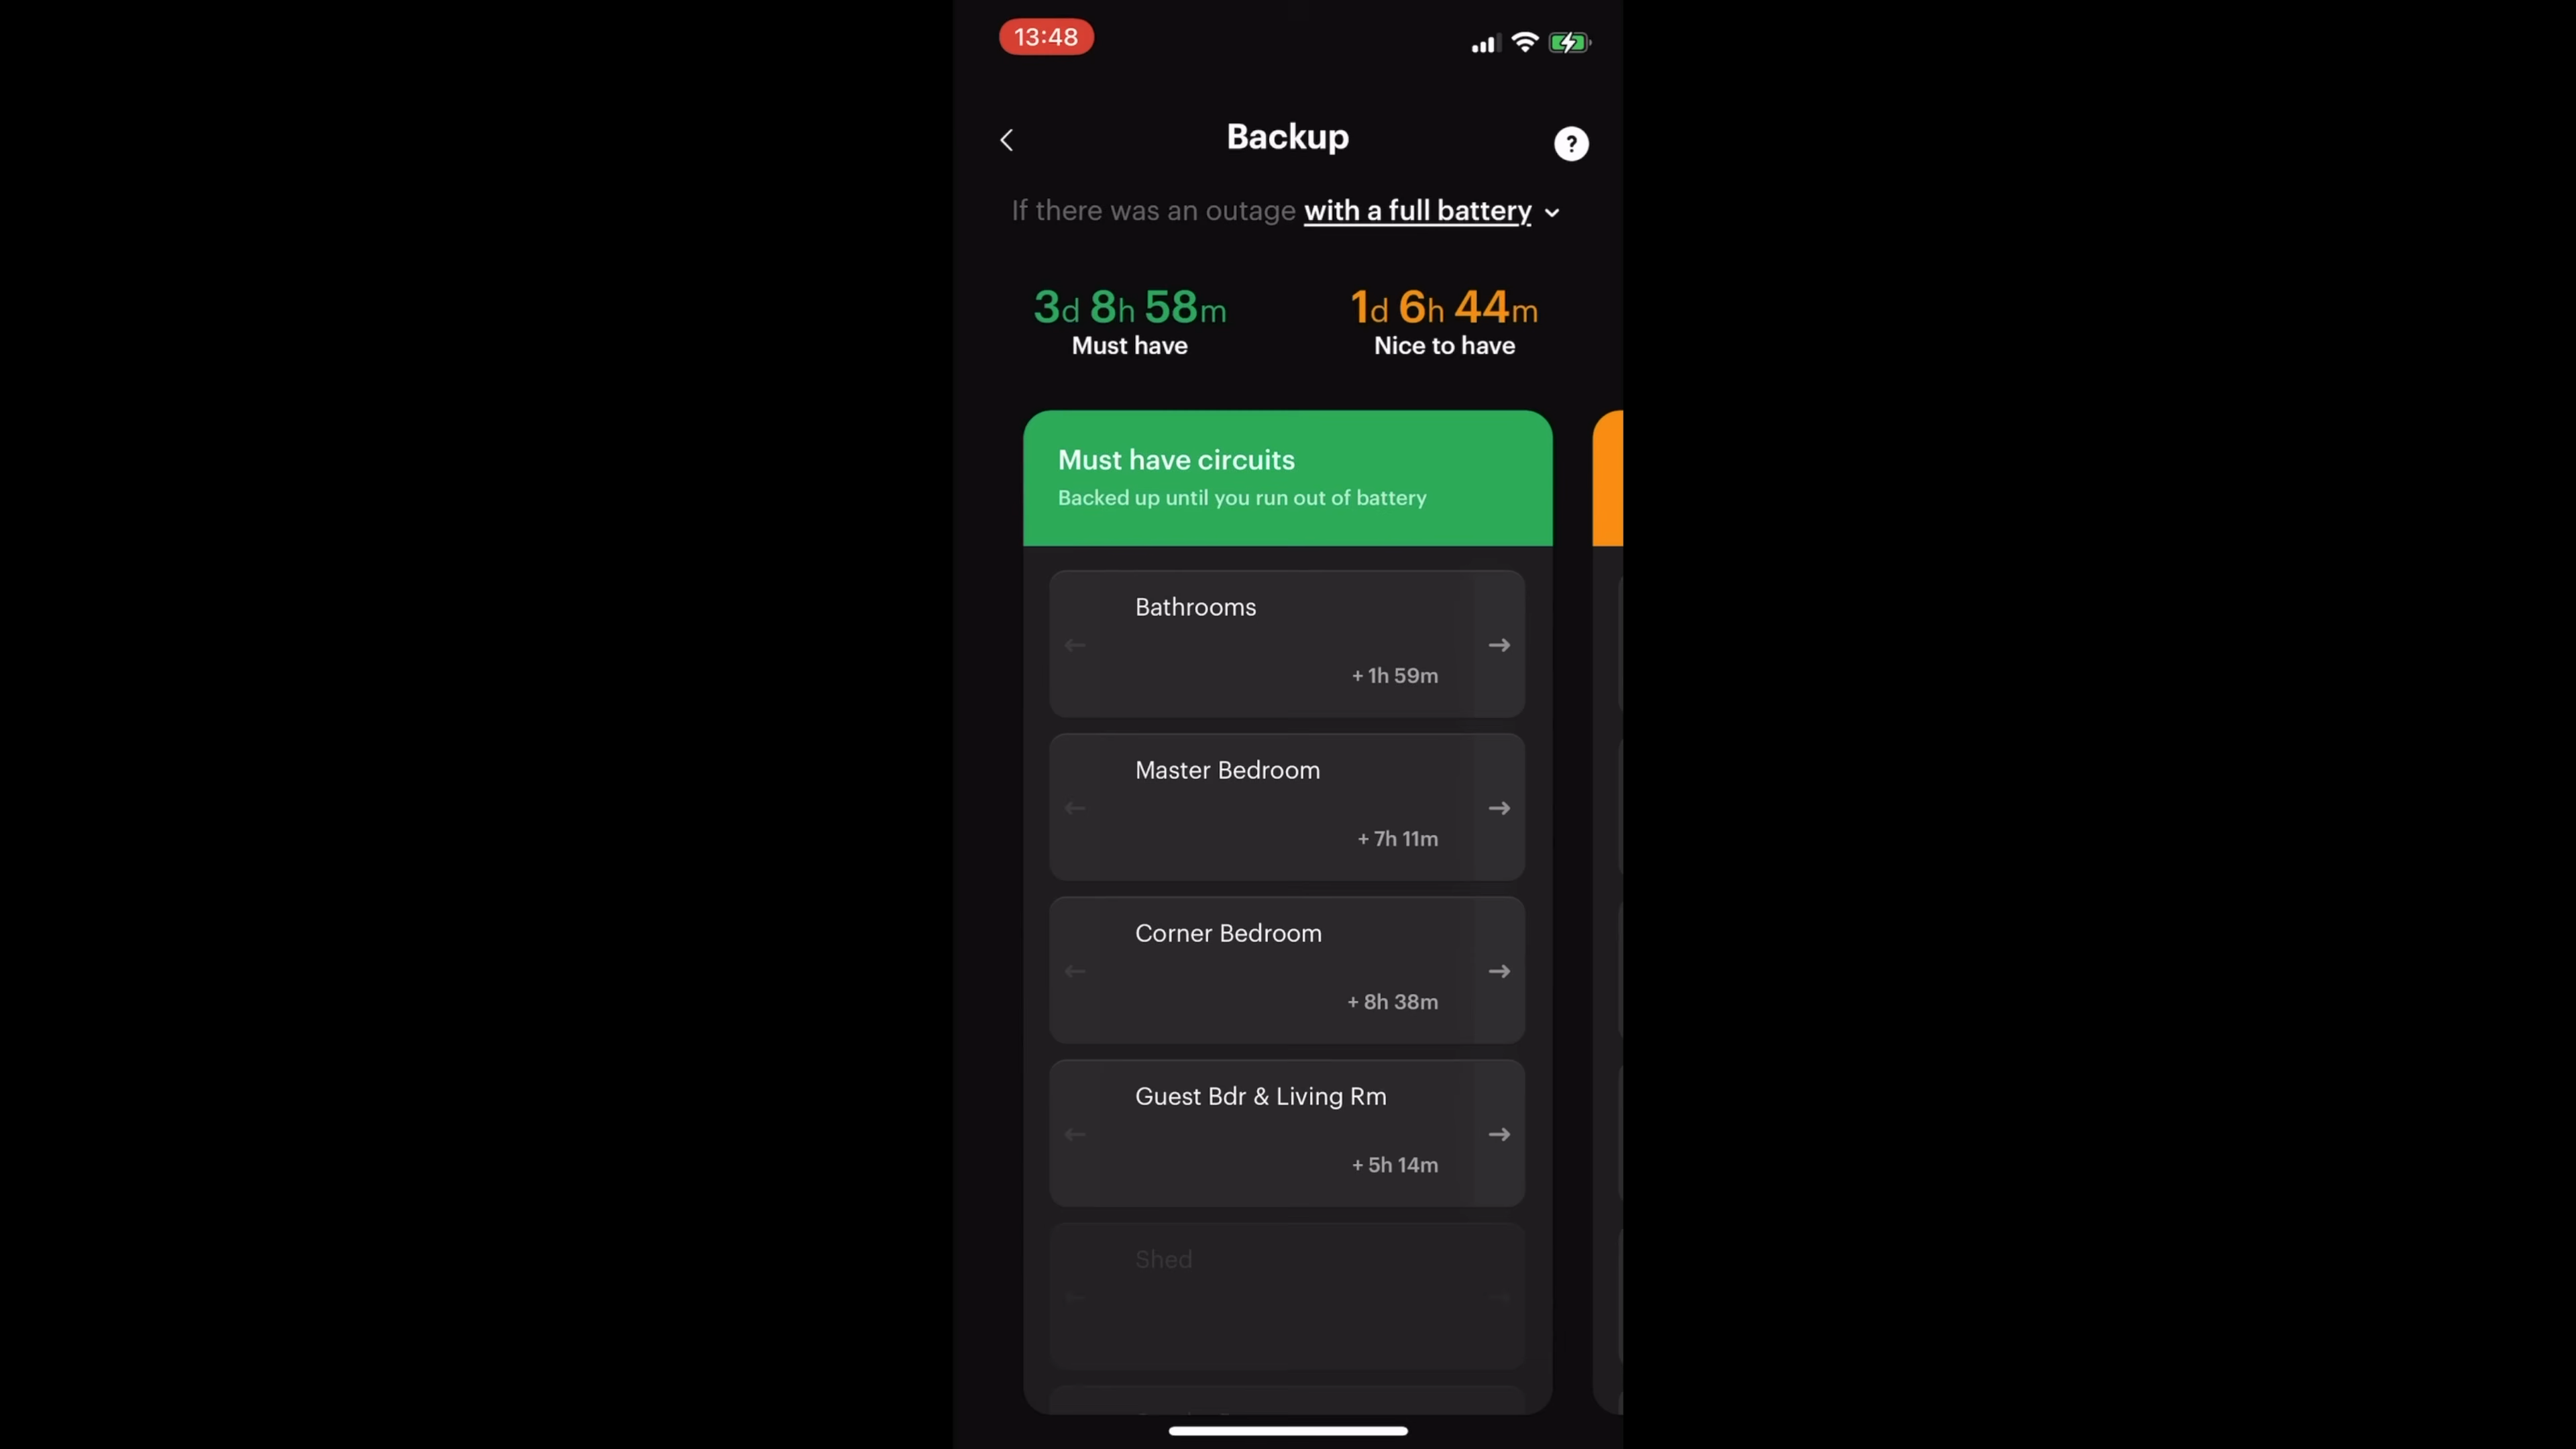 13:48
Backup
?
If there was an outage with a full battery
3d 8h 58m
Must have
1d 6h 44m
Nice to have
Must have circuits
Backed up until you run out of battery
Bathrooms
+ 1h 59m
Master Bedroom
+ 7h 11m
Corner Bedroom
+ 8h 38m
Guest Bdr & Living Rm
+ 5h 14m
Shed